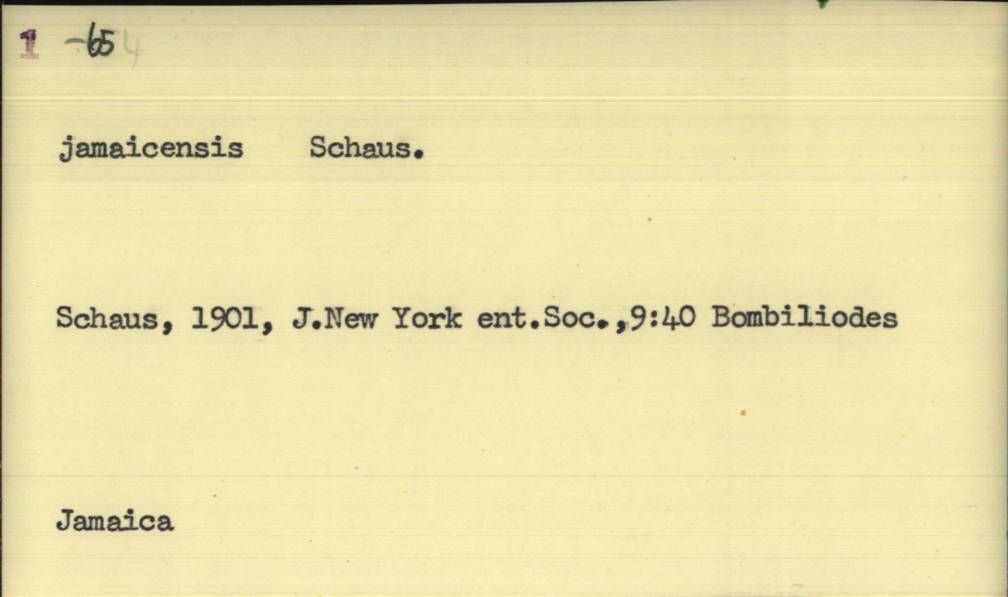 1 -65
jamaicensis Schaus.
Schaus, 1901, J.New York ent.Soc.,9:40 Bombiliodes
Jamaica